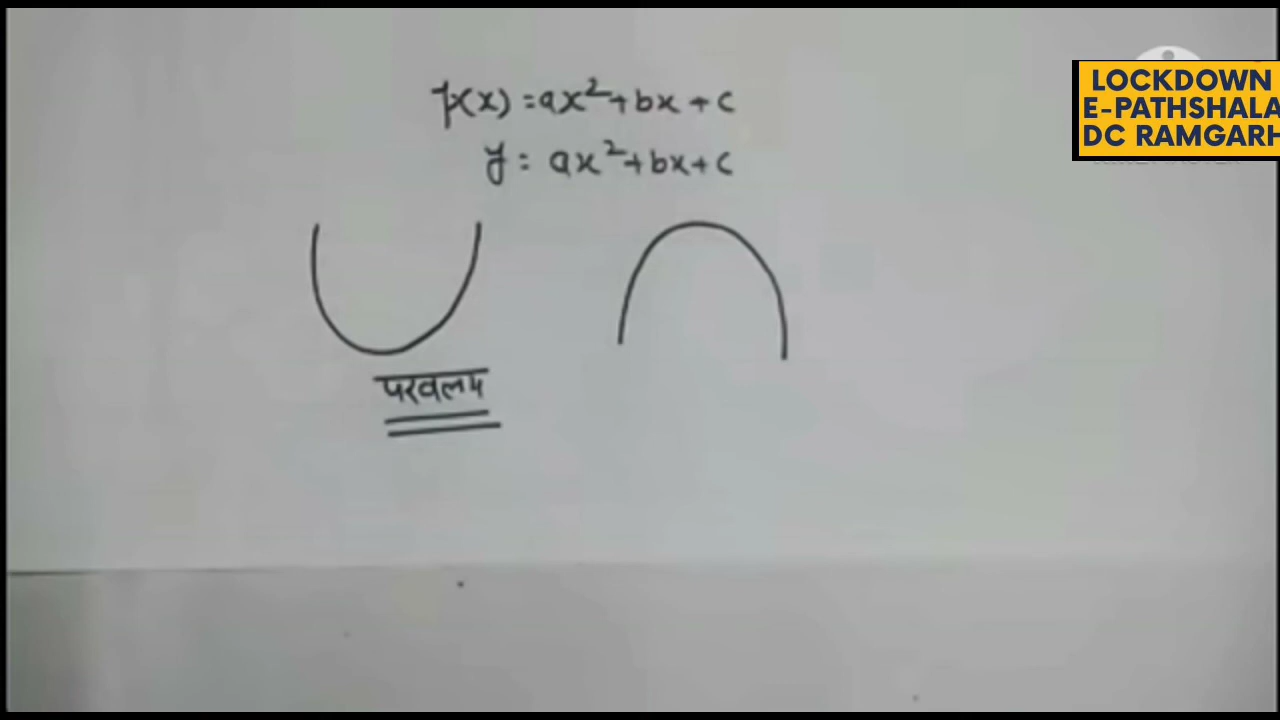 p(x) = ax²+bx+c
y = ax²+bx+c
परवलय
LOCKDOWN
E-PATHSHALA
DC RAMGARH